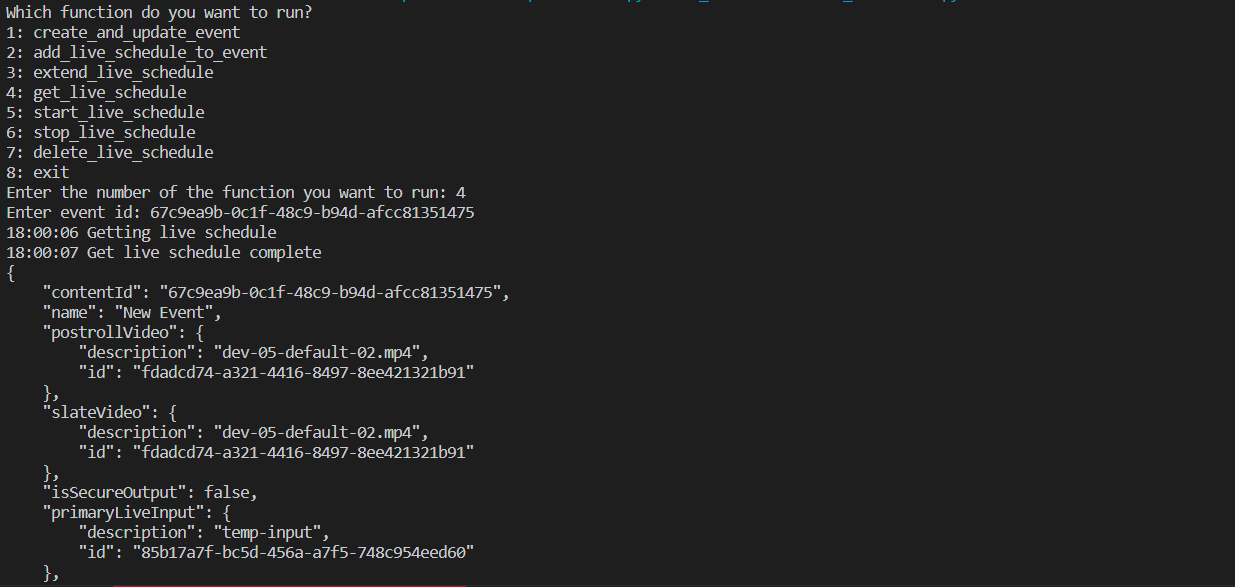 Which function do you want to run?
1: create_and_update_event
2: add_live_schedule_to_event
3: extend_live_schedule
4: get_live_schedule
5: start_live_schedule
6: stop_live_schedule
7: delete_live_schedule
8: exit
Enter the number of the function you want to run: 4
Enter event id: 67c9ea9b-0c1f-48c9-b94d-afcc81351475
18:00:06 Getting live schedule
18:00:07 Get live schedule complete
{
    "contentId": "67c9ea9b-0c1f-48c9-b94d-afcc81351475",
    "name": "New Event",
    "postrollVideo": {
        "description": "dev-05-default-02.mp4",
        "id": "fdadcd74-a321-4416-8497-8ee421321b91"
    },
    "slateVideo": {
        "description": "dev-05-default-02.mp4",
        "id": "fdadcd74-a321-4416-8497-8ee421321b91"
    },
    "isSecureOutput": false,
    "primaryLiveInput": {
        "description": "temp-input",
        "id": "85b17a7f-bc5d-456a-a7f5-748c954eed60"
    },